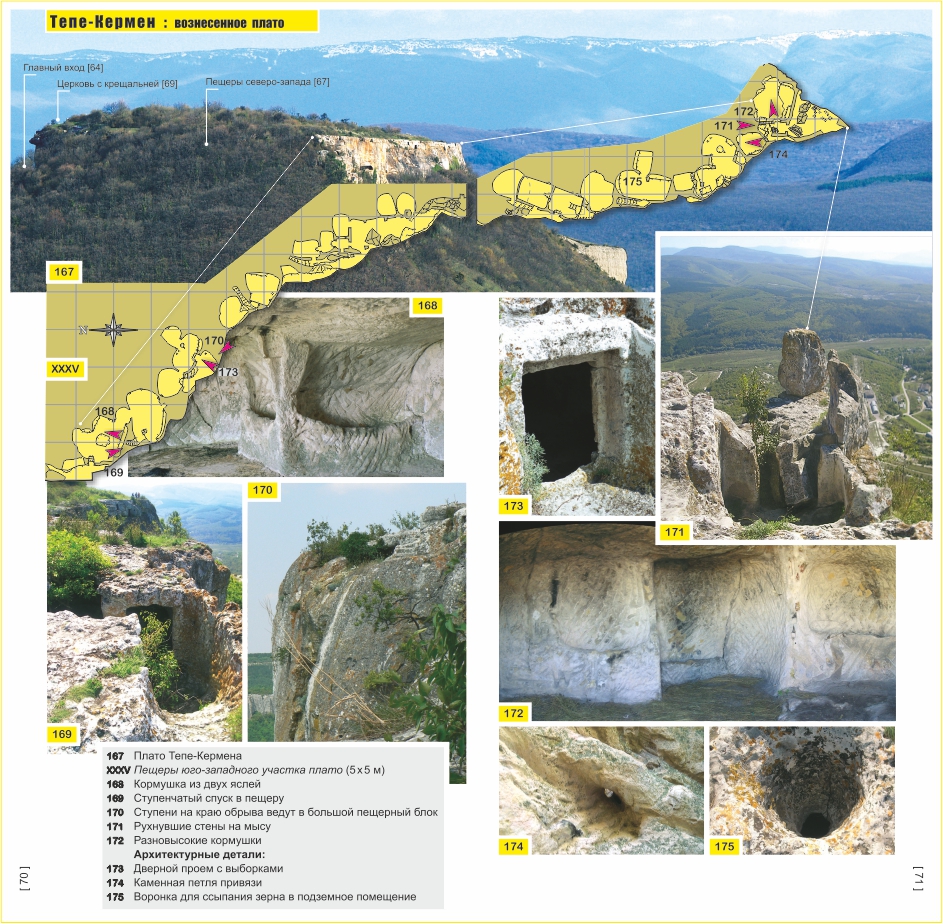 Тепе-Кермен : вознесенное плато
Главный вход [64]
Церковь с крещальней [69]
Пещеры северо-запада [67]
172
171
174
175
167
168
N
170
173
XXXV
168
169
170
173
171
169
172
174
175
167 Плато Тепе-Кермена
XXXV Пещеры юго-западного участка плато (5х5 м)
168 Кормушка из двух яслей
169 Ступенчатый спуск в пещеру
170 Ступени на краю обрыва ведут в большой пещерный блок
171 Рухнувшие стены на мысу
172 Разновысокие кормушки
Архитектурные детали:
173 Дверной проем с выборками
174 Каменная петля привязи
175 Воронка для ссыпания зерна в подземное помещение
[70]
[71]